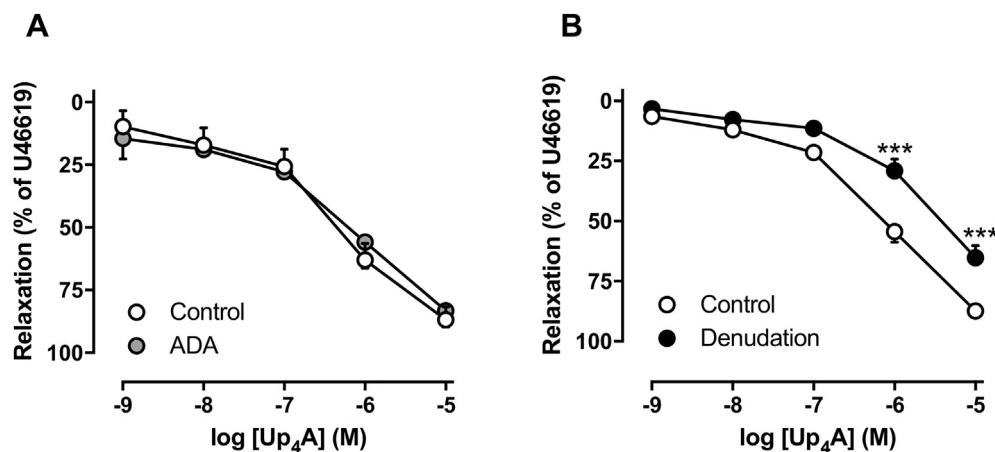 A
Relaxation (% of U46619)
0
25
50
75
100
Control
ADA
-9 -8 -7 -6 -5
log [Up₄A] (M)
B
Relaxation (% of U46619)
0
25
50
75
100
***
***
Control
Denudation
-9 -8 -7 -6 -5
log [Up₄A] (M)